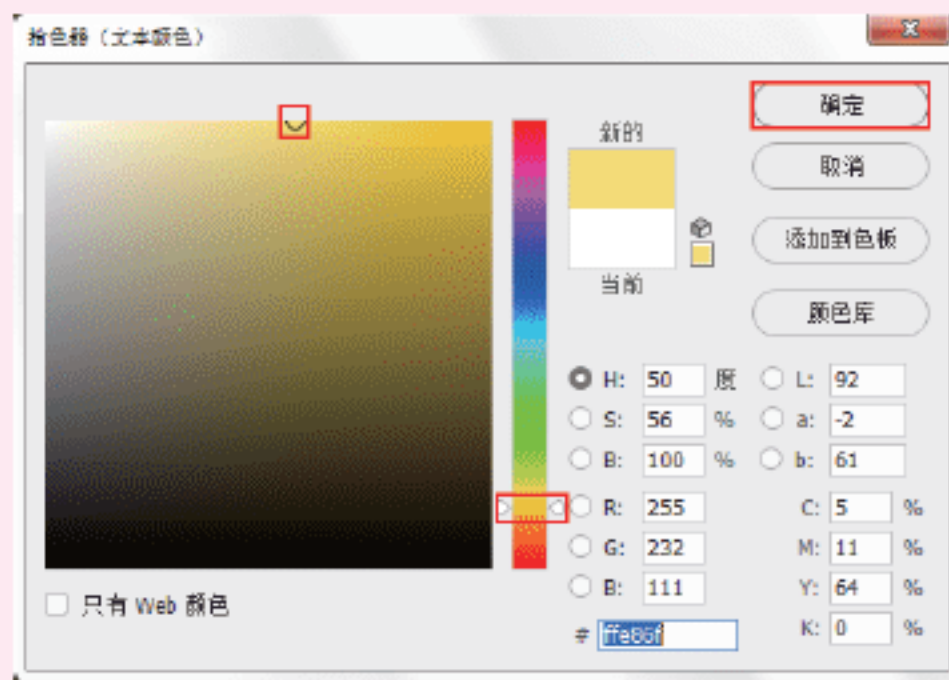 拾色器（文本颜色）
确定
新的
取消
添加到色板
当前
颜色库
H: 50 度
L: 92
S: 56 %
a: -2
B: 100 %
b: 61
R: 255
C: 5 %
G: 232
M: 11 %
B: 111
Y: 64 %
只有 Web 颜色
# ffe86f
K: 0 %